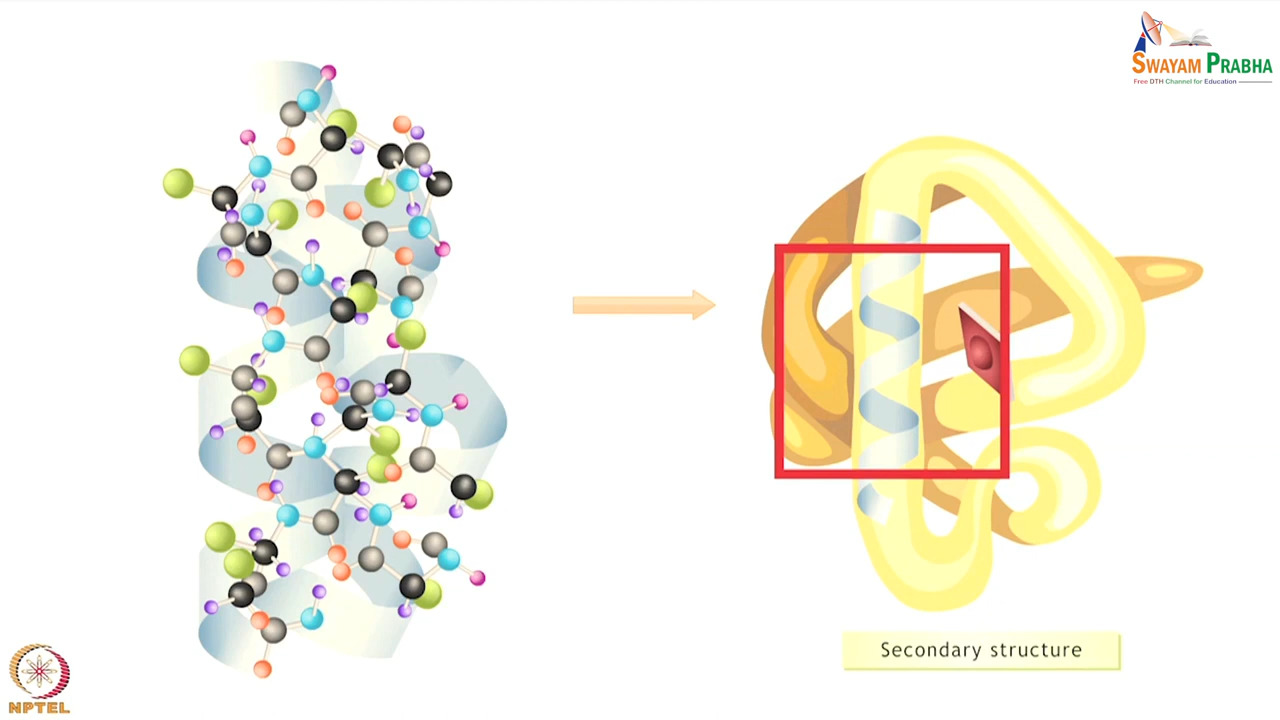 SWAYAM PRABHA
Free DTH Channel for Education
Secondary structure
NPTEL